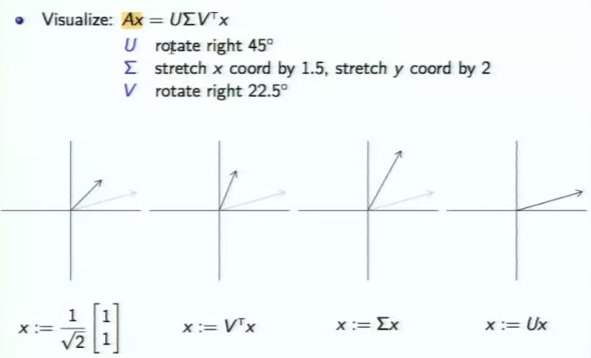 • Visualize: Ax = UΣVᵀx
U rotate right 45°
Σ stretch x coord by 1.5, stretch y coord by 2
V rotate right 22.5°
x := 1/√2 [1 1] x := Vᵀx x := Σx x := Ux